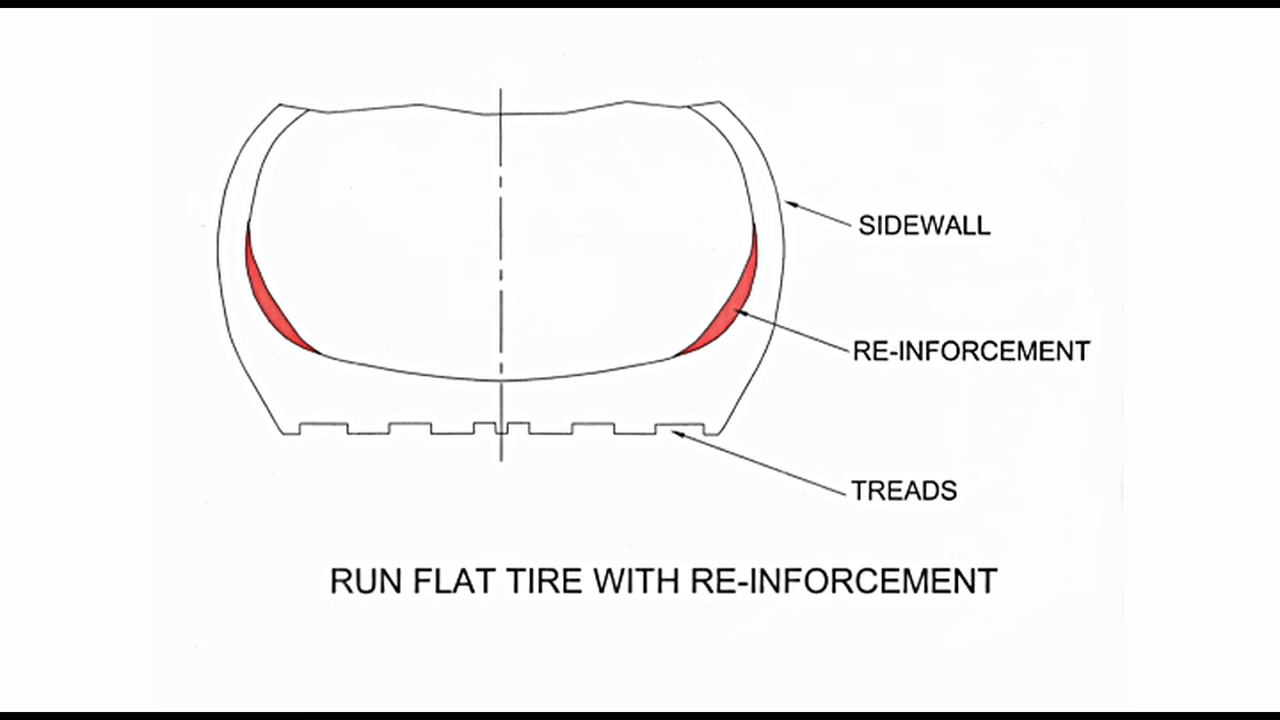 SIDEWALL
RE-INFORCEMENT
TREADS
RUN FLAT TIRE WITH RE-INFORCEMENT